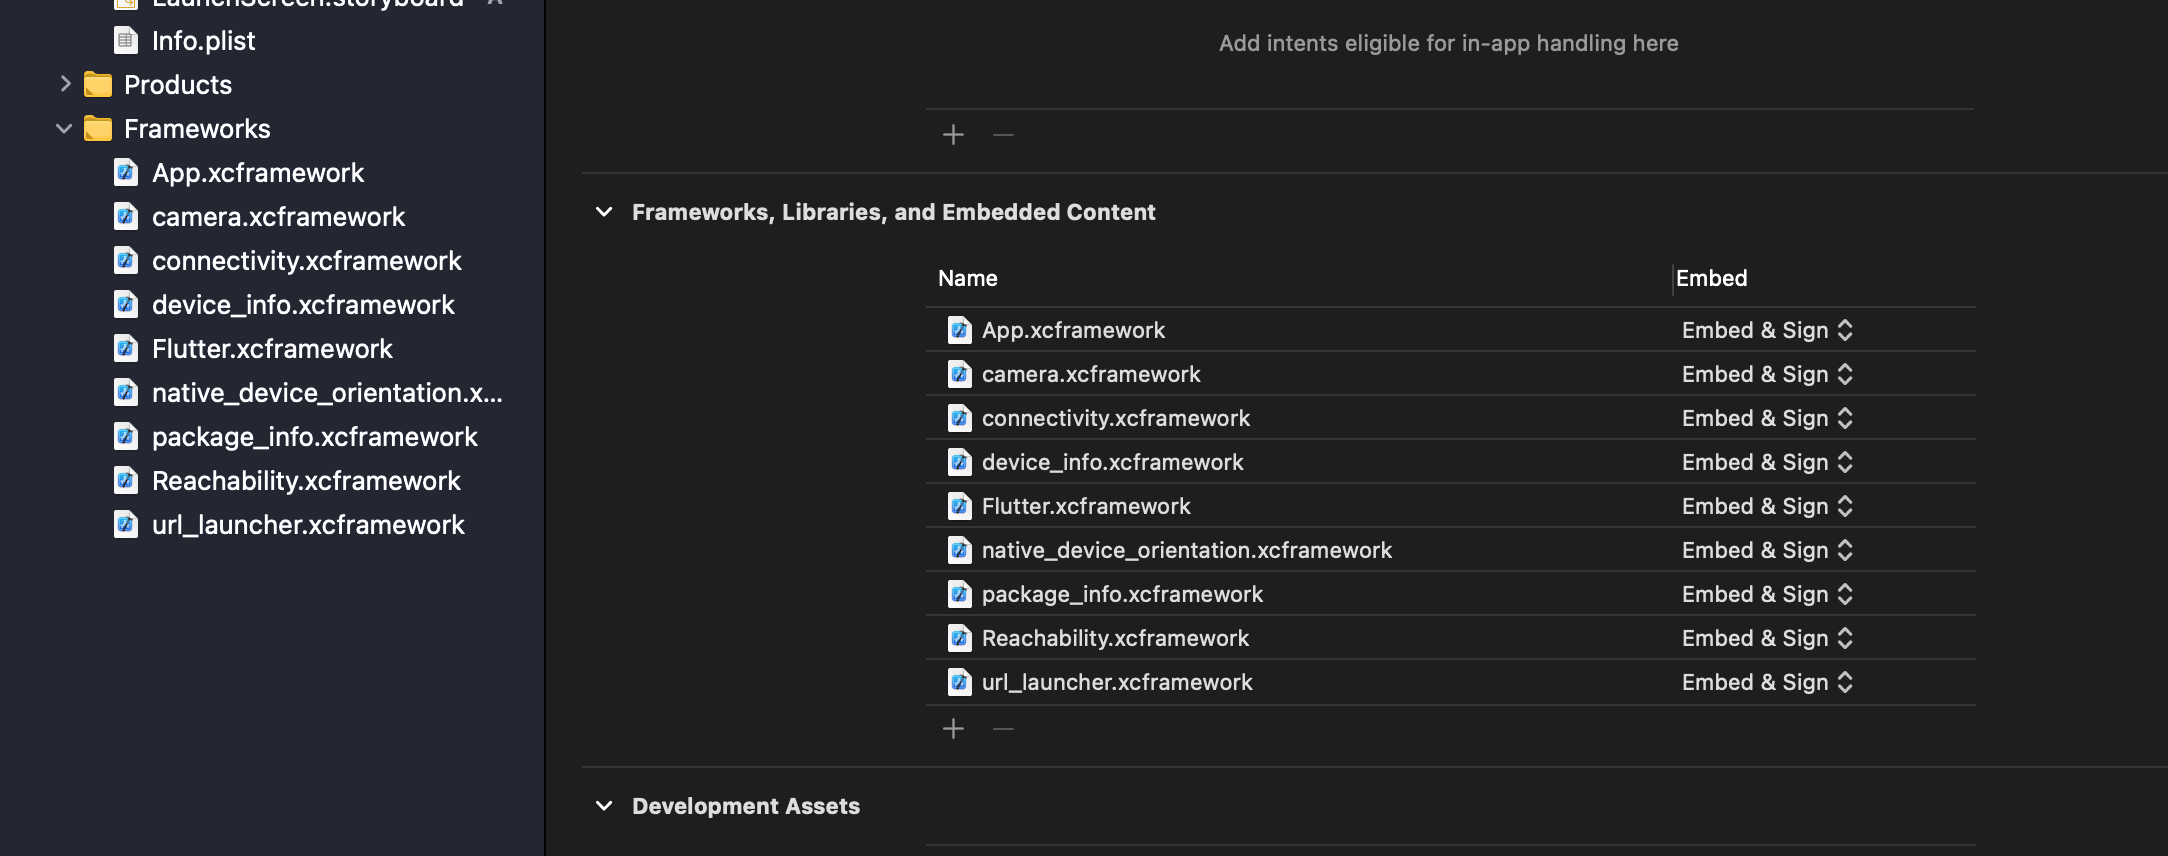 LaunchScreen.storyboard A
Info.plist
Products
Frameworks
App.xcframework
camera.xcframework
connectivity.xcframework
device_info.xcframework
Flutter.xcframework
native_device_orientation.x...
package_info.xcframework
Reachability.xcframework
url_launcher.xcframework
Add intents eligible for in-app handling here
Frameworks, Libraries, and Embedded Content
Name Embed
App.xcframework Embed & Sign
camera.xcframework Embed & Sign
connectivity.xcframework Embed & Sign
device_info.xcframework Embed & Sign
Flutter.xcframework Embed & Sign
native_device_orientation.xcframework Embed & Sign
package_info.xcframework Embed & Sign
Reachability.xcframework Embed & Sign
url_launcher.xcframework Embed & Sign
Development Assets